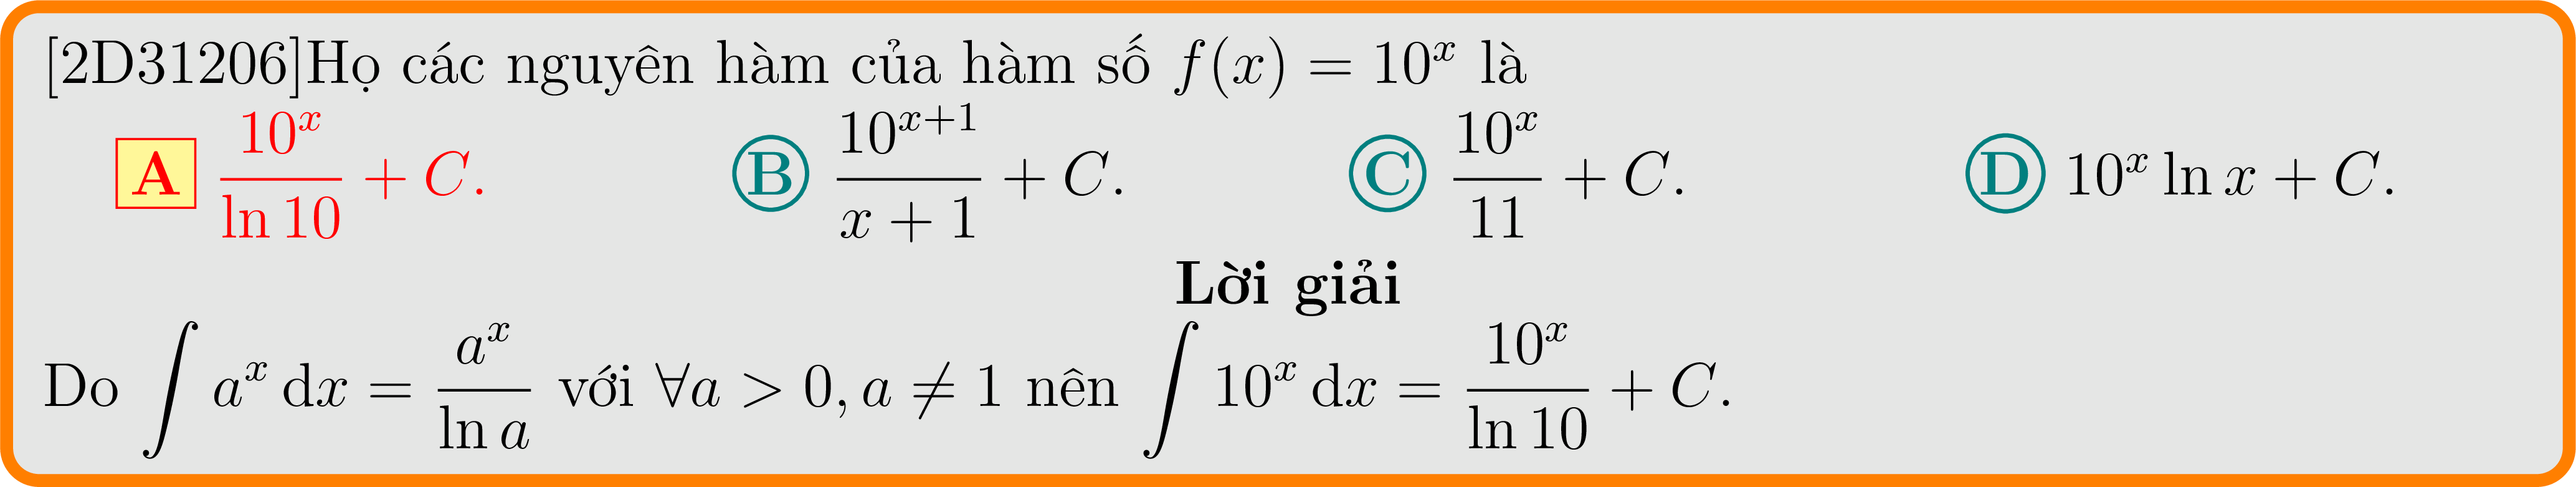 [2D31206]Họ các nguyên hàm của hàm số f(x) = 10^x là
A \frac{10^x}{\ln 10} + C. B \frac{10^{x+1}}{x+1} + C. C \frac{10^x}{11} + C. D 10^x \ln x + C.
Lời giải
Do \int a^x dx = \frac{a^x}{\ln a} với ∀a > 0, a ≠ 1 nên \int 10^x dx = \frac{10^x}{\ln 10} + C.